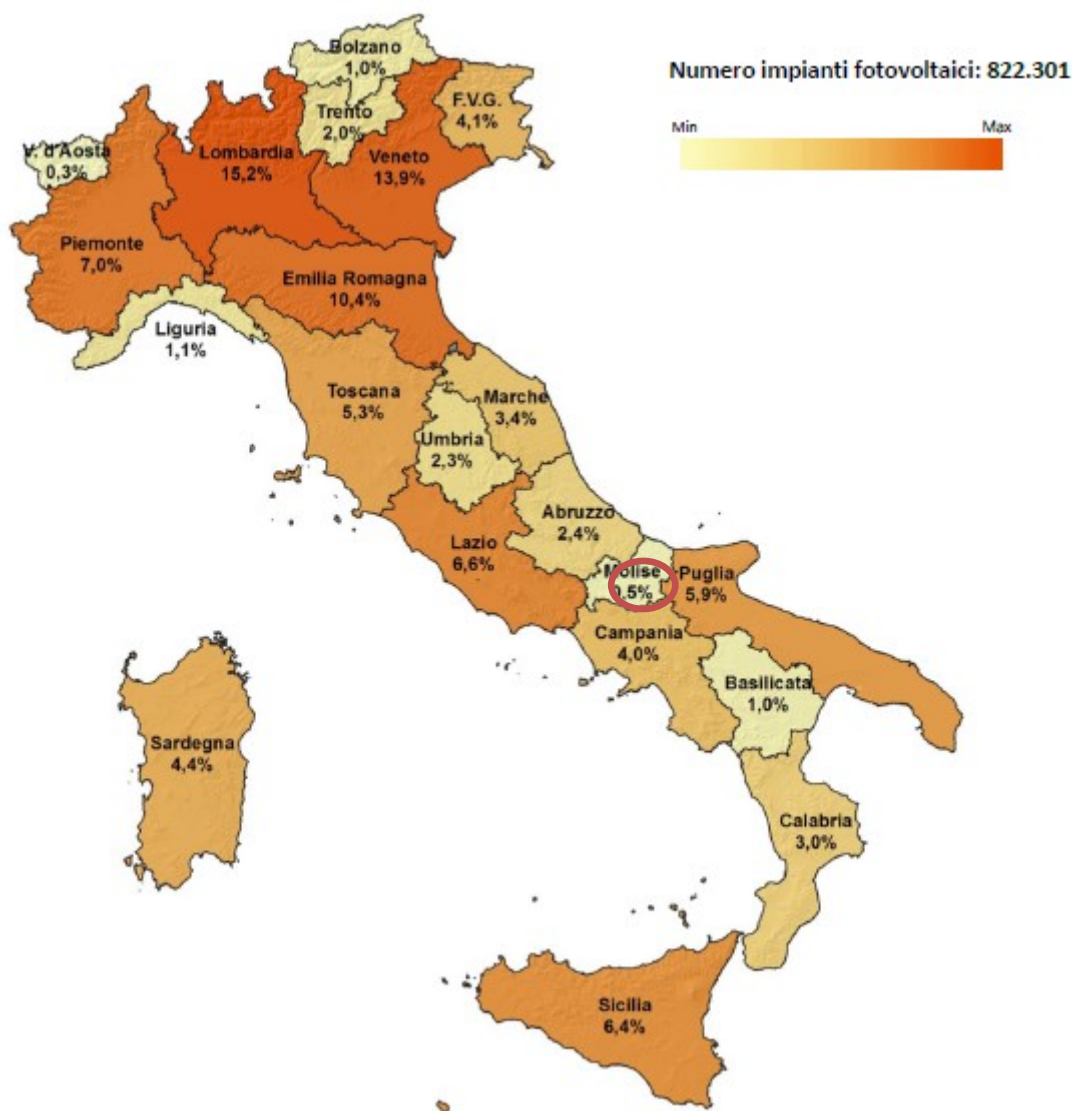 Numero impianti fotovoltaici: 822.301
Min
Max
Bolzano
1,0%
Trento
2,0%
F.V.G.
4,1%
V. d'Aosta
0,3%
Lombardia
15,2%
Veneto
13,9%
Piemonte
7,0%
Emilia Romagna
10,4%
Liguria
1,1%
Toscana
5,3%
Marche
3,4%
Umbria
2,3%
Abruzzo
2,4%
Lazio
6,6%
Molise
0.5%
Puglia
5,9%
Campania
4,0%
Basilicata
1,0%
Sardegna
4,4%
Calabria
3,0%
Sicilia
6,4%